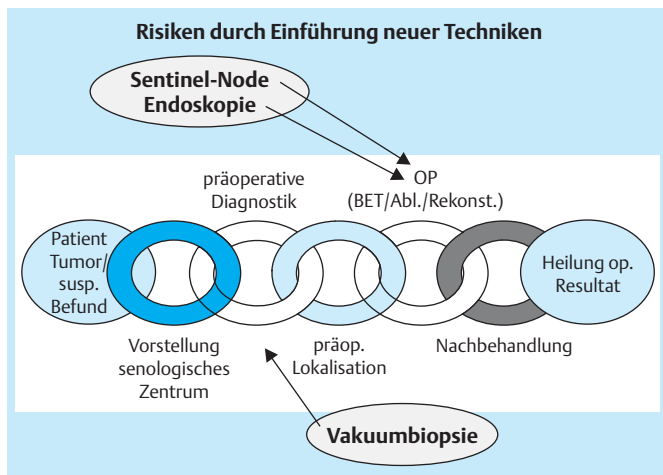 Risiken durch Einführung neuer Techniken
Sentinel-Node
Endoskopie
präoperative
Diagnostik
OP
(BET/Abl./Rekonst.)
Patient
Tumor/
susp.
Befund
Heilung op.
Resultat
Vorstellung
senologisches
Zentrum
präop.
Lokalisation
Nachbehandlung
Vakuumbiopsie